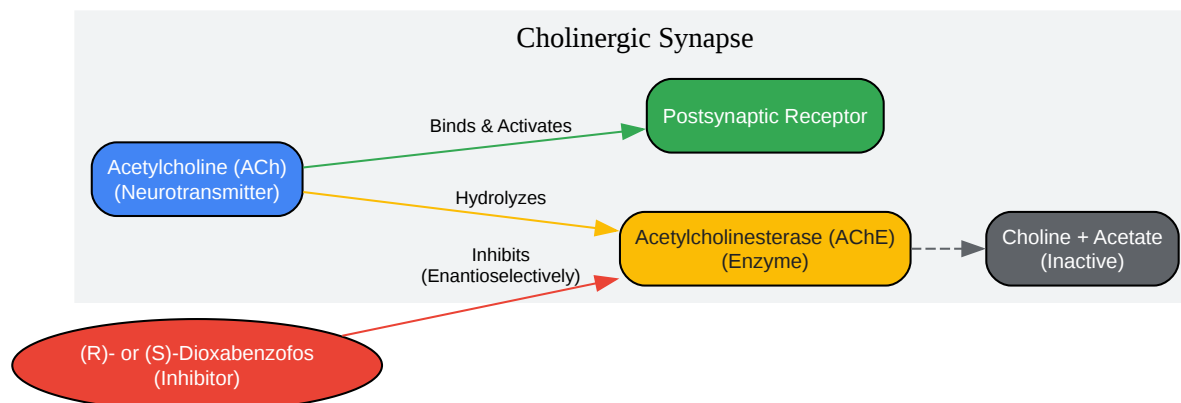 Cholinergic Synapse
Binds & Activates
Postsynaptic Receptor
Acetylcholine (ACh)
(Neurotransmitter)
Hydrolyzes
Acetylcholinesterase (AChE)
(Enzyme)
Choline + Acetate
(Inactive)
Inhibits
(Enantioselectively)
(R)- or (S)-Dioxabenzofos
(Inhibitor)